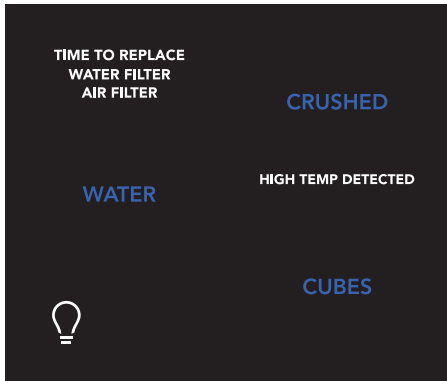 TIME TO REPLACE
WATER FILTER
AIR FILTER
CRUSHED
WATER
HIGH TEMP DETECTED
CUBES